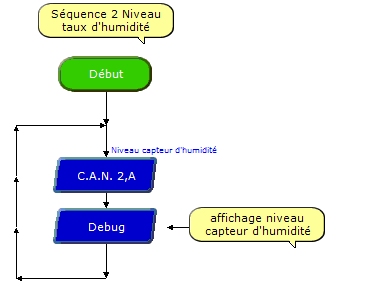 Séquence 2 Niveau
taux d'humidité
Début
Niveau capteur d'humidité
C.A.N. 2,A
Debug
affichage niveau
capteur d'humidité